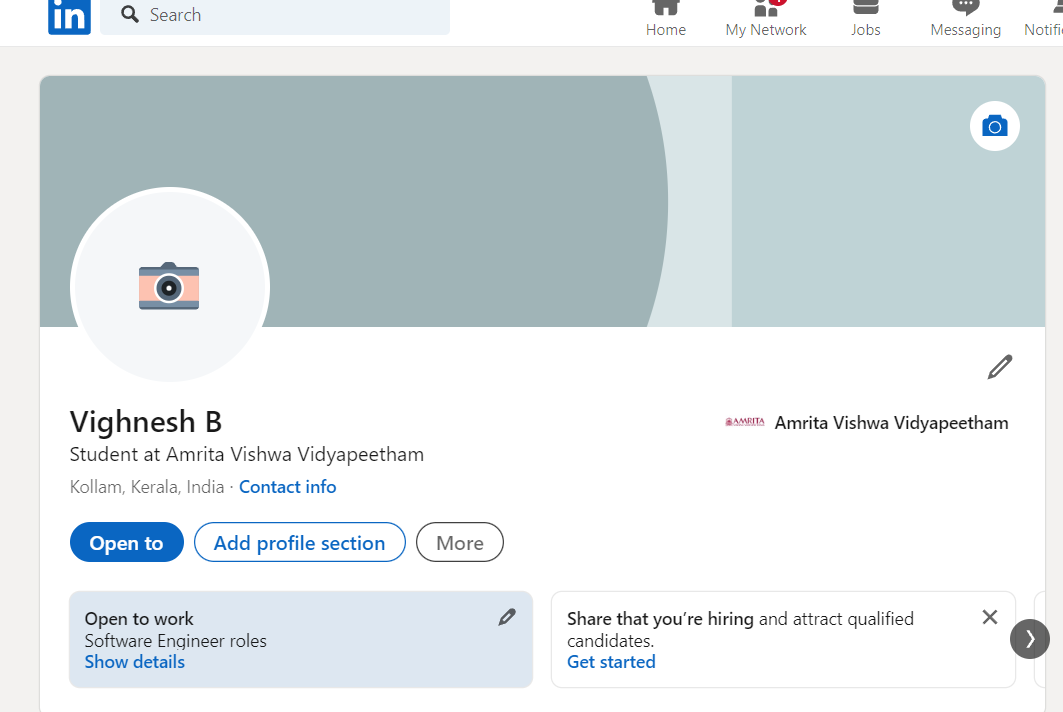 in
Search
Home
My Network
Jobs
Messaging
Vighnesh B
AMRITA
Amrita Vishwa Vidyapeetham
Student at Amrita Vishwa Vidyapeetham
Kollam, Kerala, India · Contact info
Open to
Add profile section
More
Open to work
Software Engineer roles
Show details
Share that you’re hiring and attract qualified
candidates.
Get started